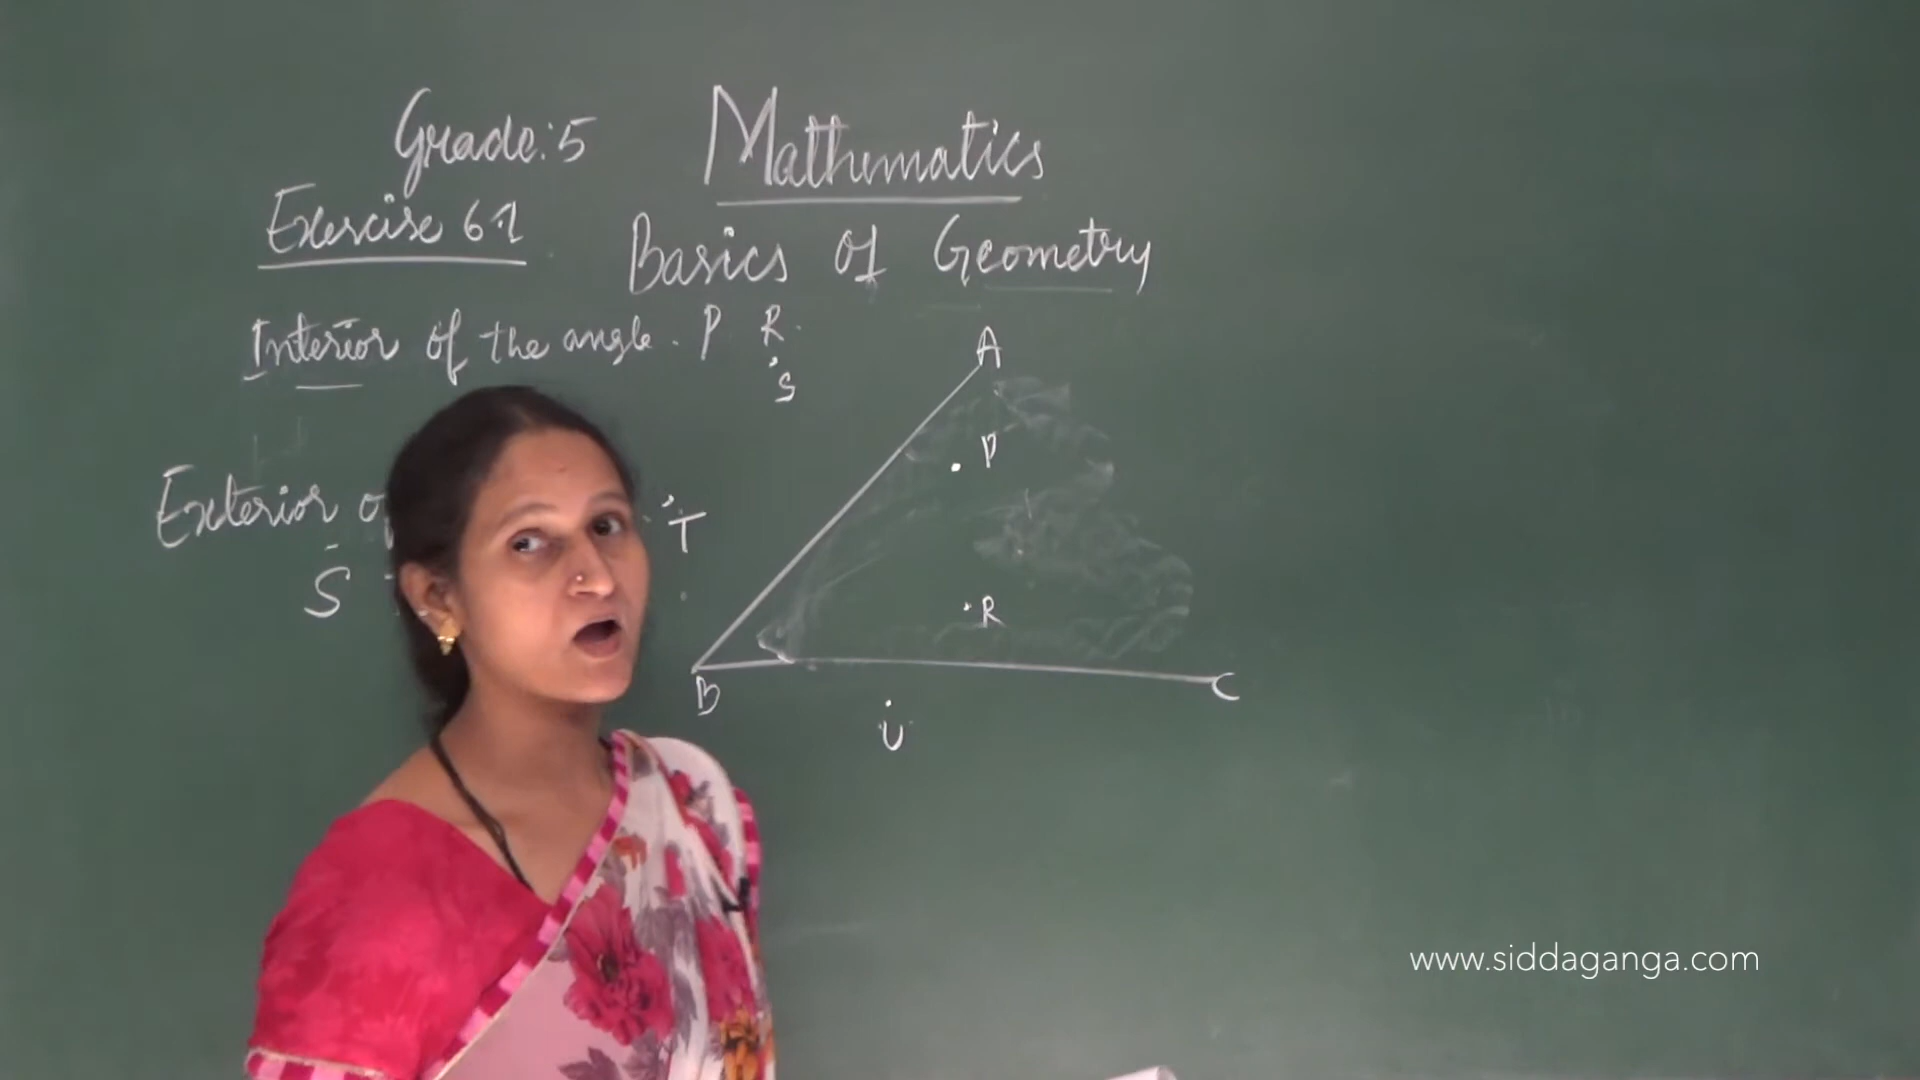 Grade: 5 Mathematics
Exercise 6.1
Basics of Geometry
Interior of the angle. P R
S
A
P
Exterior
T
S
R
B
C
U
www.siddaganga.com